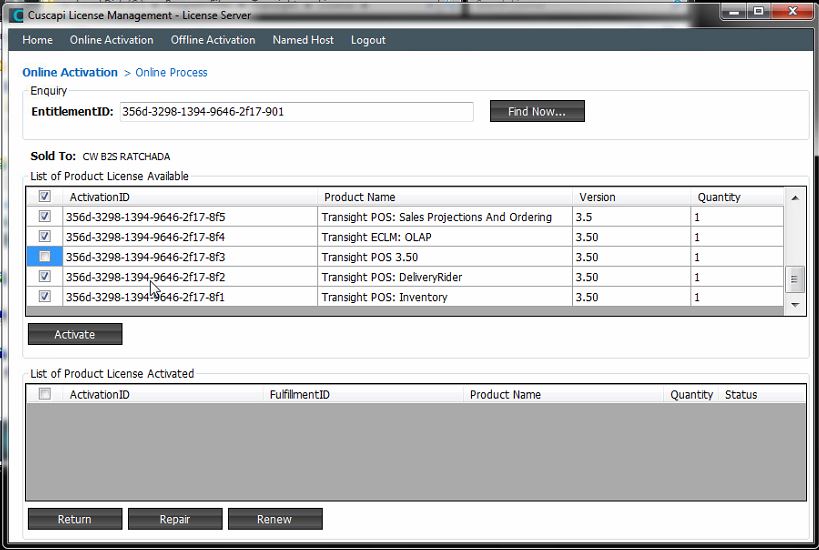 Cuscapi License Management - License Server
Home Online Activation Offline Activation Named Host Logout
Online Activation > Online Process
Enquiry
EntitlementID: 356d-3298-1394-9646-2f17-901 Find Now...
Sold To: CW B2S RATCHADA
List of Product License Available
ActivationID Product Name Version Quantity
356d-3298-1394-9646-2f17-8f5 Transight POS: Sales Projections And Ordering 3.5 1
356d-3298-1394-9646-2f17-8f4 Transight ECLM: OLAP 3.50 1
356d-3298-1394-9646-2f17-8f3 Transight POS 3.50 3.50 1
356d-3298-1394-9646-2f17-8f2 Transight POS: DeliveryRider 3.50 1
356d-3298-1394-9646-2f17-8f1 Transight POS: Inventory 3.50 1
Activate
List of Product License Activated
ActivationID FulfillmentID Product Name Quantity Status
Return Repair Renew